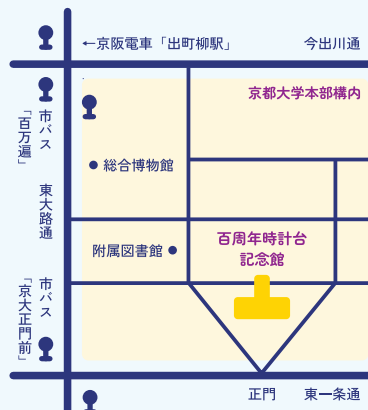 ←京阪電車「出町柳駅」
今出川通
京都大学本部構内
市バス
「百万遍」
総合博物館
東大路通
百周年時計台
記念館
附属図書館
市バス
「京大正門前」
正門
東一条通